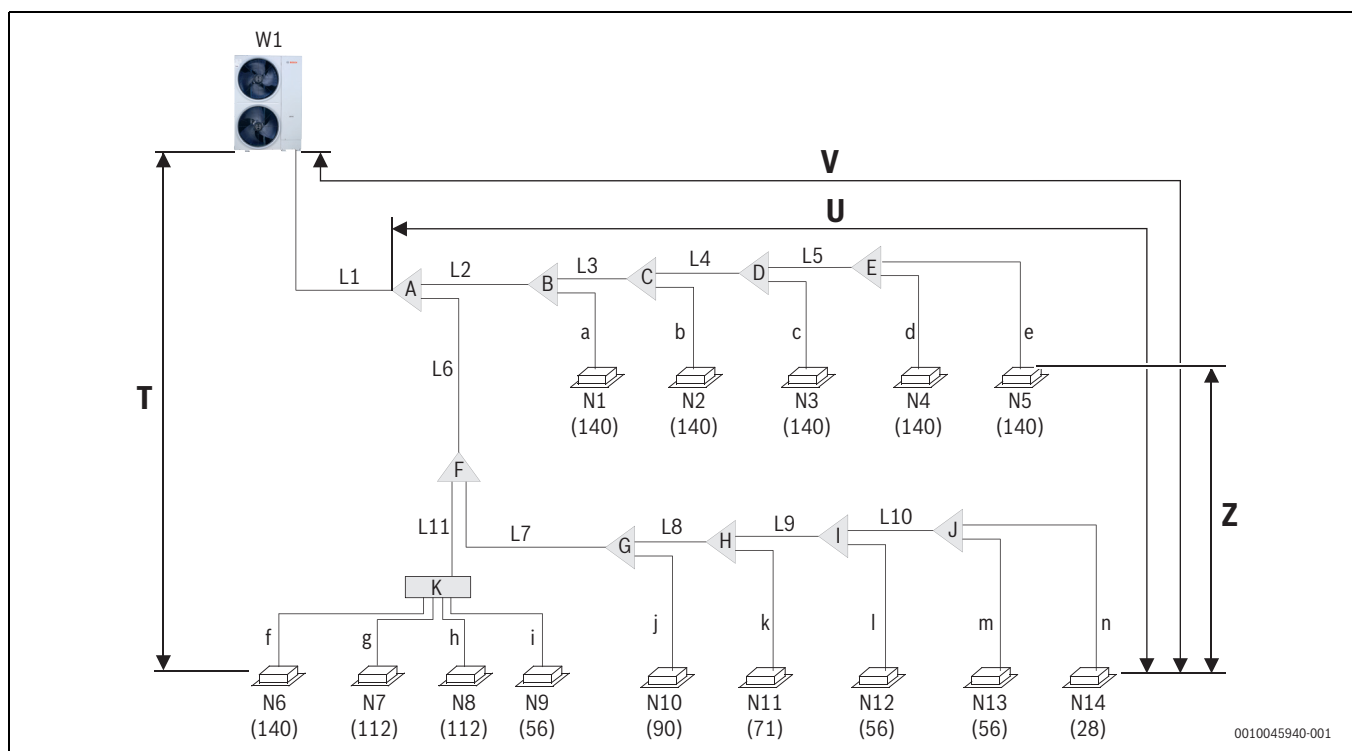 W1
V
U
L1
A
L2
B
L3
C
L4
D
L5
E
a
b
c
d
e
L6
T
N1
(140)
N2
(140)
N3
(140)
N4
(140)
N5
(140)
F
Z
L11
L7
G
L8
H
L9
I
L10
J
K
f
g
h
i
j
k
l
m
n
N6
(140)
N7
(112)
N8
(112)
N9
(56)
N10
(90)
N11
(71)
N12
(56)
N13
(56)
N14
(28)
0010045940-001